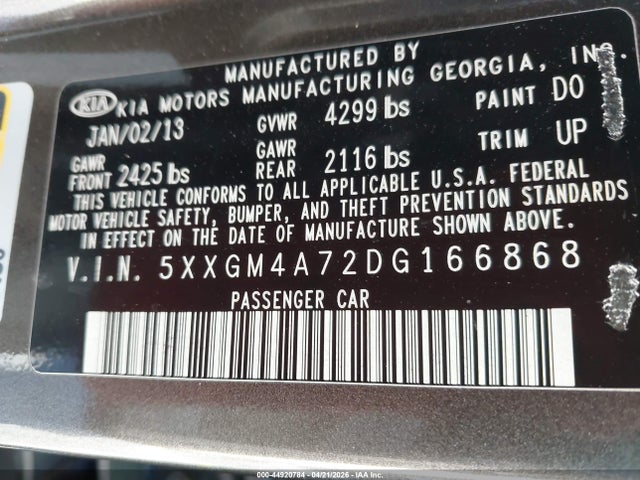 MANUFACTURED BY
KIA KIA MOTORS MANUFACTURING GEORGIA, INC.
JAN/02/13 GVWR 4299 lbs PAINT D0
GAWR FRONT 2425 lbs GAWR REAR 2116 lbs TRIM UP
THIS VEHICLE CONFORMS TO ALL APPLICABLE U.S.A. FEDERAL
MOTOR VEHICLE SAFETY, BUMPER, AND THEFT PREVENTION STANDARDS
IN EFFECT ON THE DATE OF MANUFACTURE SHOWN ABOVE.
V.I.N. 5XXGM4A72DG166868
PASSENGER CAR
000-44920784 - 04/21/2026 - IAA Inc.